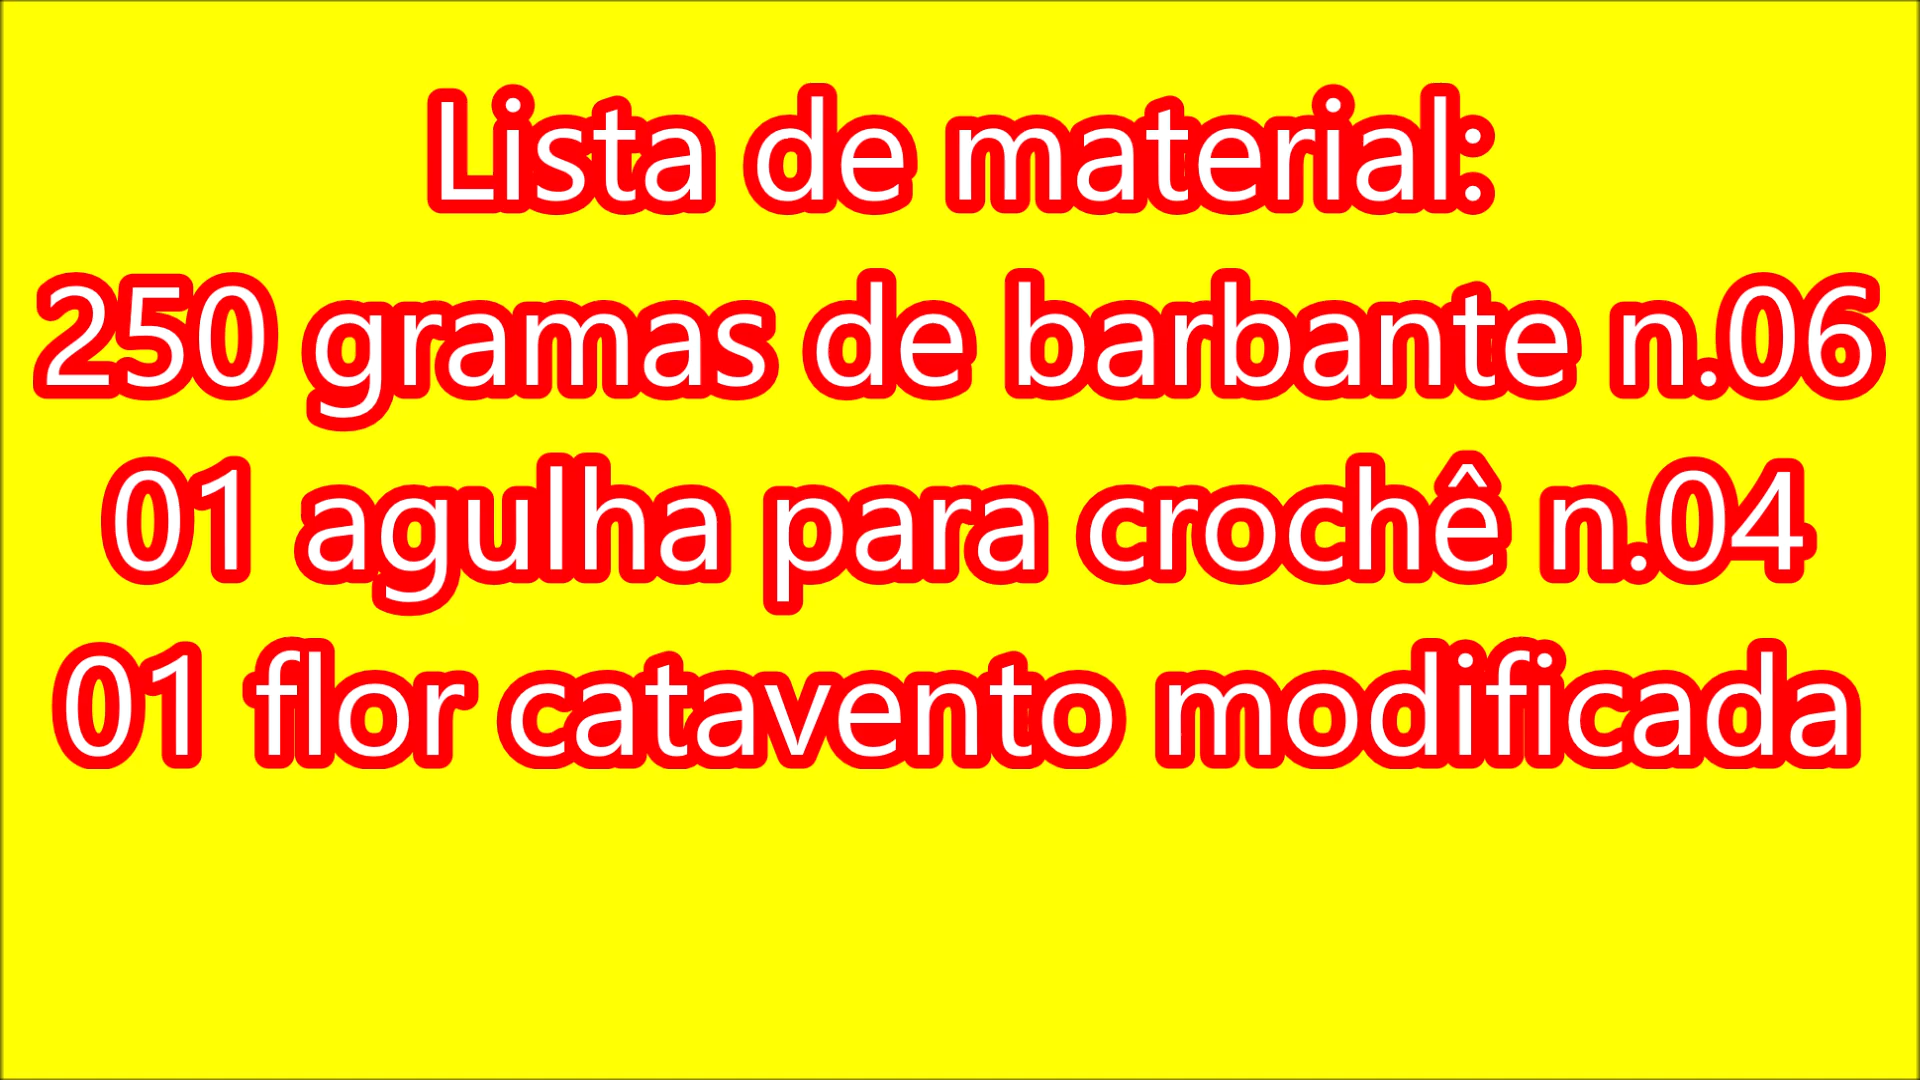 Lista de material:
250 gramas de barbante n.06
01 agulha para crochê n.04
01 flor catavento modificada